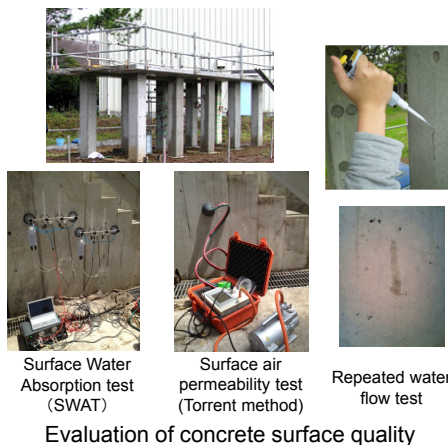 Surface Water
Absorption test
（SWAT）
Surface air
permeability test
(Torrent method)
Repeated water
flow test
Evaluation of concrete surface quality